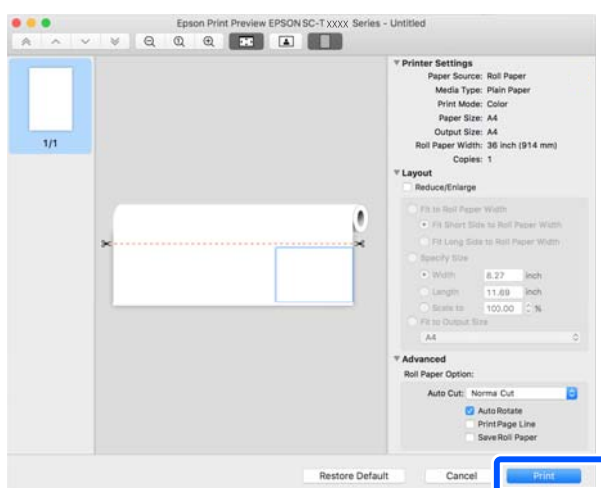 Epson Print Preview EPSON SC-T XXXX Series - Untitled
1/1
Printer Settings
Paper Source: Roll Paper
Media Type: Plain Paper
Print Mode: Color
Paper Size: A4
Output Size: A4
Roll Paper Width: 36 inch (914 mm)
Copies: 1
Layout
Reduce/Enlarge
Fit to Roll Paper Width
Fit Short Side to Roll Paper Width
Fit Long Side to Roll Paper Width
Specify Size
Width 8.27 inch
Length 11.69 inch
Scale to 100.00 %
Fit to Output Size
A4
Advanced
Roll Paper Option:
Auto Cut: Norma Cut
Auto Rotate
Print Page Line
Save Roll Paper
Restore Default Cancel Print